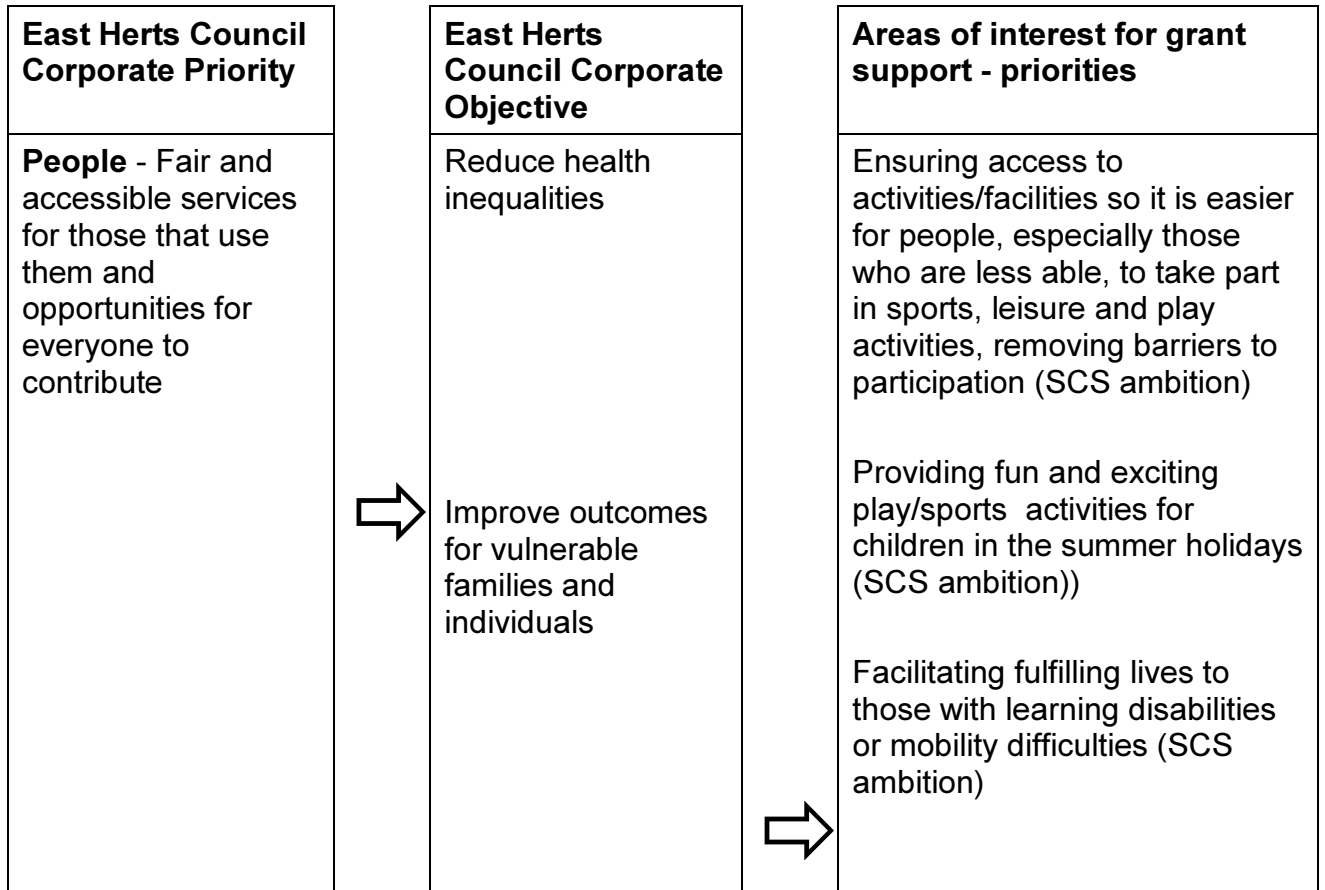 East Herts Council
Corporate Priority
East Herts
Council Corporate
Objective
Areas of interest for grant
support - priorities
People - Fair and
accessible services
for those that use
them and
opportunities for
everyone to
contribute
Reduce health
inequalities
Improve outcomes
for vulnerable
families and
individuals
Ensuring access to
activities/facilities so it is easier
for people, especially those
who are less able, to take part
in sports, leisure and play
activities, removing barriers to
participation (SCS ambition)
Providing fun and exciting
play/sports  activities for
children in the summer holidays
(SCS ambition))
Facilitating fulfilling lives to
those with learning disabilities
or mobility difficulties (SCS
ambition)